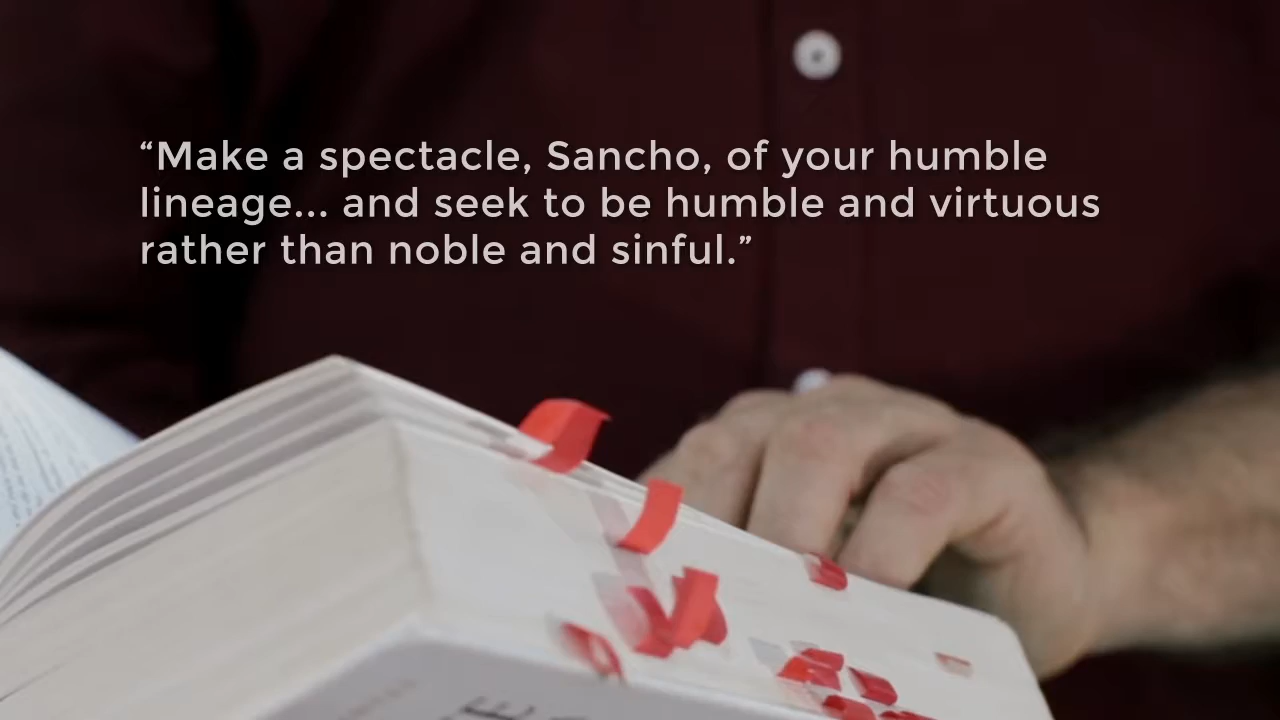 “Make a spectacle, Sancho, of your humble
lineage... and seek to be humble and virtuous
rather than noble and sinful.”